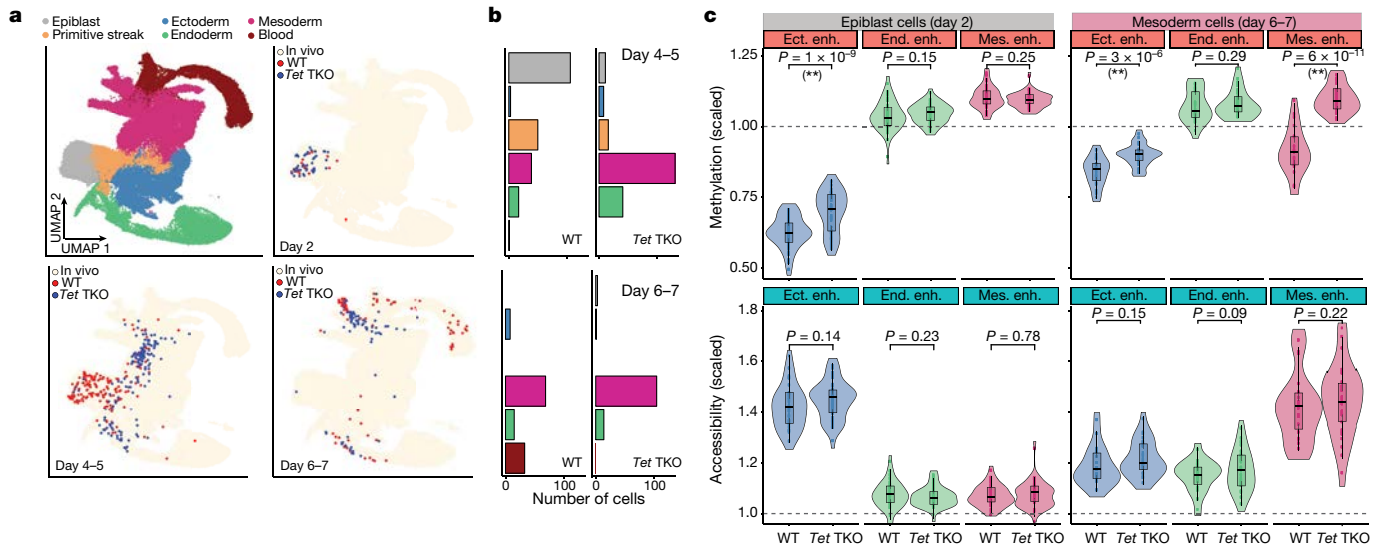 a
Epiblast
Ectoderm
Mesoderm
Primitive streak
Endoderm
Blood
UMAP 2
UMAP 1
In vivo
WT
Tet TKO
Day 2
In vivo
WT
Tet TKO
Day 4–5
In vivo
WT
Tet TKO
Day 6–7
b
Day 4–5
WT
Tet TKO
0 100 0 100
Day 6–7
WT
Tet TKO
0 100 0 100
Number of cells
c
Epiblast cells (day 2)
Mesoderm cells (day 6–7)
Ect. enh. End. enh. Mes. enh. Ect. enh. End. enh. Mes. enh.
P = 1 × 10⁻⁹ P = 0.15 P = 0.25 P = 3 × 10⁻⁶ P = 0.29 P = 6 × 10⁻¹¹
(**) (**) (**)
Methylation (scaled)
1.25
1.00
0.75
0.50
Ect. enh. End. enh. Mes. enh. Ect. enh. End. enh. Mes. enh.
P = 0.14 P = 0.23 P = 0.78 P = 0.15 P = 0.09 P = 0.22
Accessibility (scaled)
1.8
1.6
1.4
1.2
1.0
WT Tet TKO WT Tet TKO WT Tet TKO WT Tet TKO WT Tet TKO WT Tet TKO